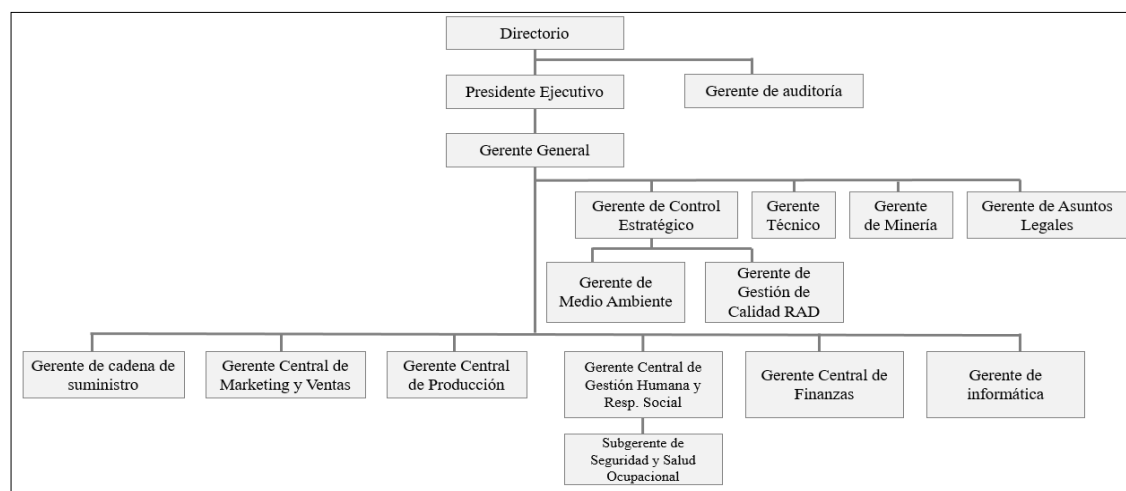 Directorio
Presidente Ejecutivo
Gerente de auditoría
Gerente General
Gerente de Control
Estratégico
Gerente
Técnico
Gerente
de Minería
Gerente de Asuntos
Legales
Gerente de
Medio Ambiente
Gerente de
Gestión de
Calidad RAD
Gerente de cadena de
suministro
Gerente Central de
Marketing y Ventas
Gerente Central
de Producción
Gerente Central de
Gestión Humana y
Resp. Social
Gerente Central de
Finanzas
Gerente de
informática
Subgerente de
Seguridad y Salud
Ocupacional